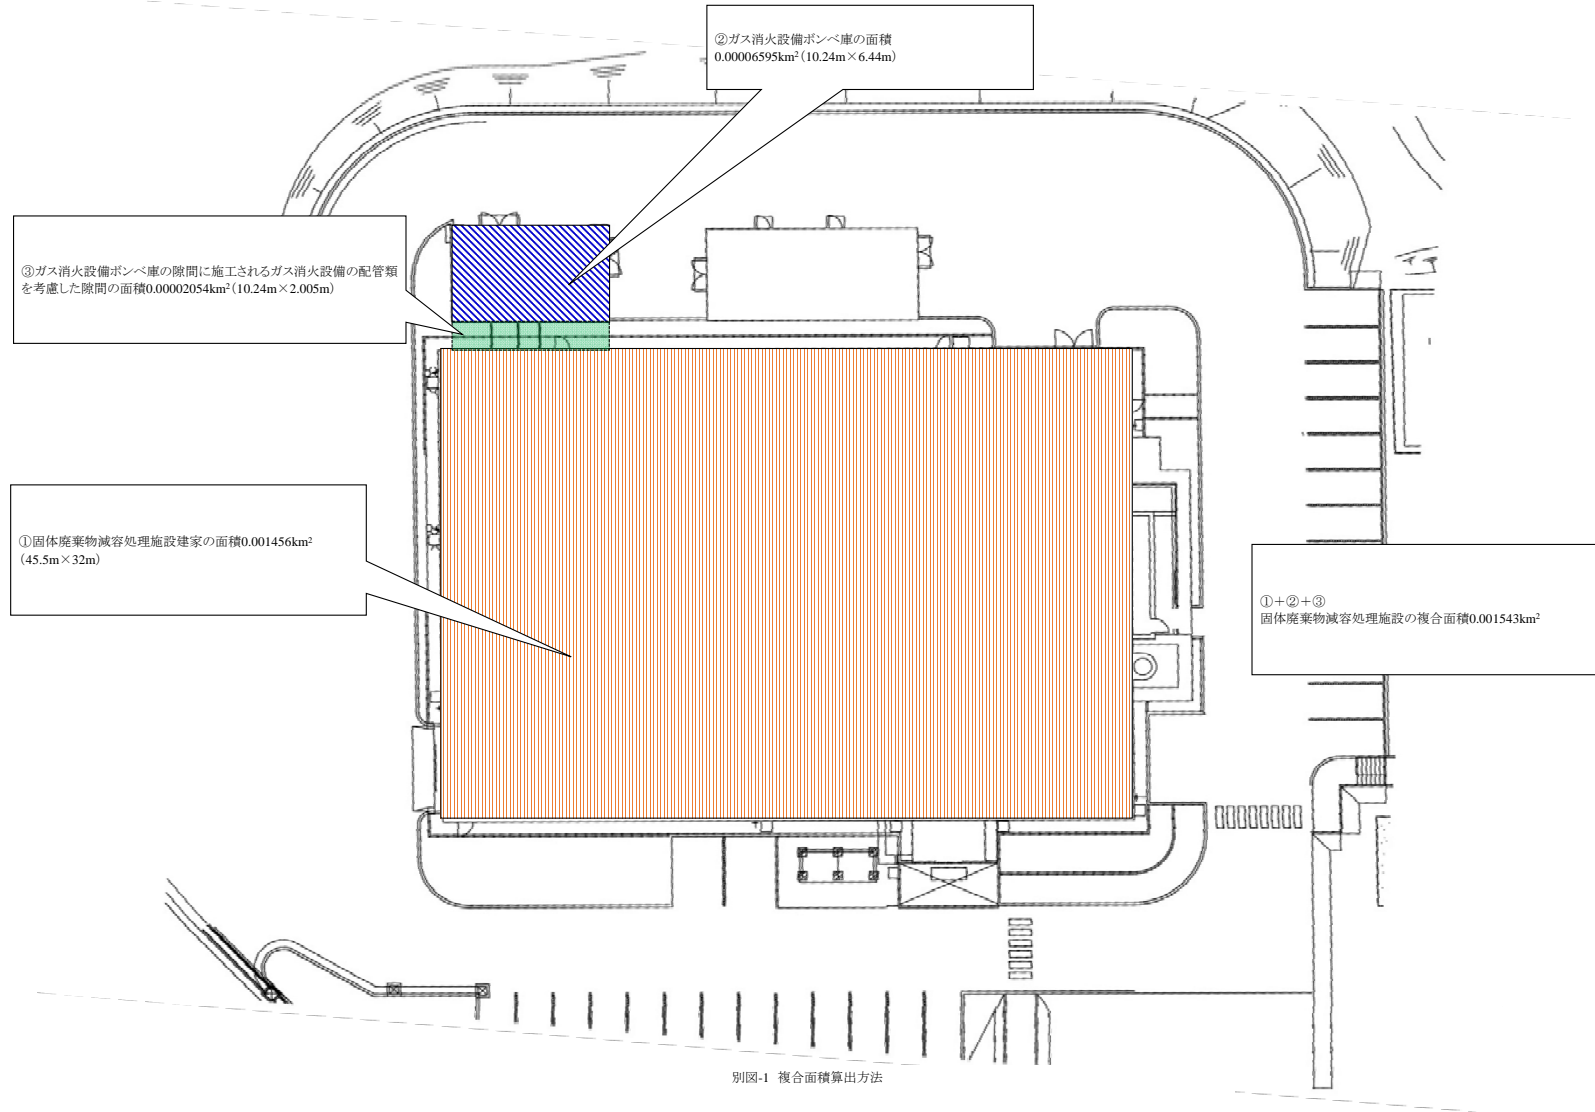 ②ガス消火設備ボンベ庫の面積
0.00006595km²(10.24m×6.44m)
③ガス消火設備ボンベ庫の隙間に施工されるガス消火設備の配管類
を考慮した隙間の面積0.00002054km²(10.24m×2.005m)
①固体廃棄物減容処理施設建家の面積0.001456km²
(45.5m×32m)
①+②+③
固体廃棄物減容処理施設の複合面積0.001543km²
別図-1 複合面積算出方法